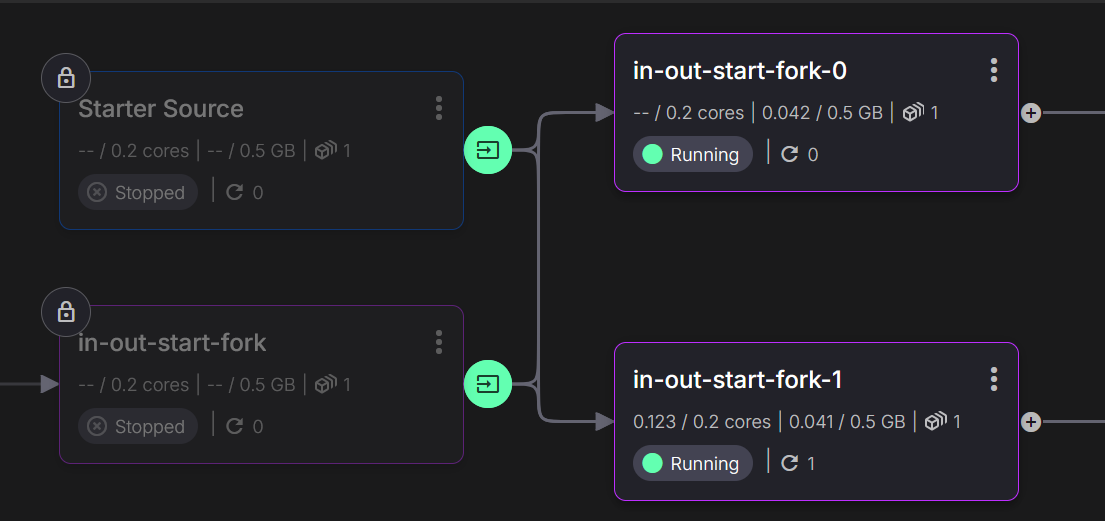 Starter Source
-- / 0.2 cores | -- / 0.5 GB | 1
Stopped | 0
in-out-start-fork
-- / 0.2 cores | -- / 0.5 GB | 1
Stopped | 0
in-out-start-fork-0
-- / 0.2 cores | 0.042 / 0.5 GB | 1
Running | 0
in-out-start-fork-1
0.123 / 0.2 cores | 0.041 / 0.5 GB | 1
Running | 1